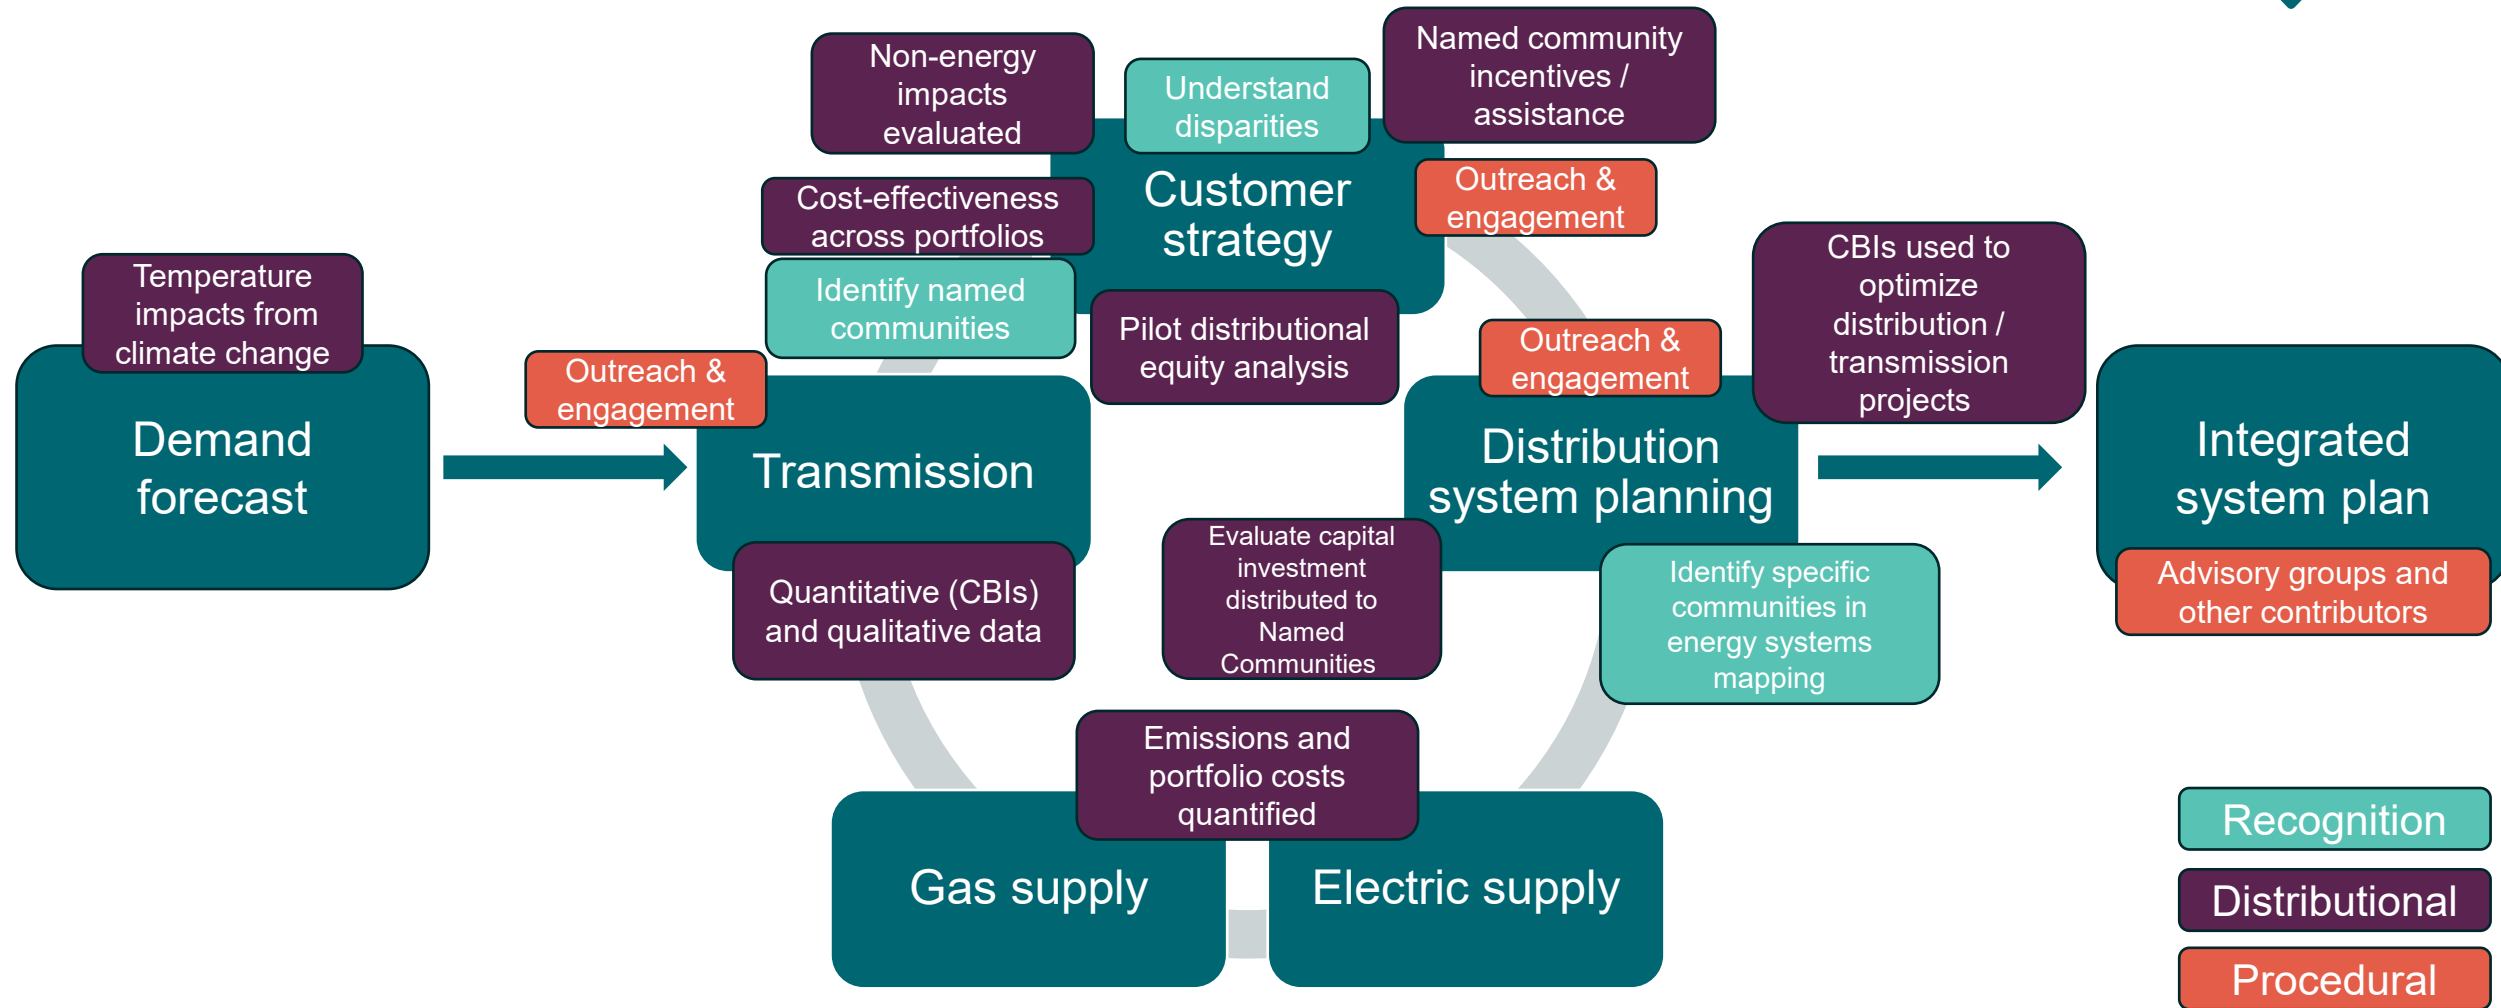 Non-energy
impacts
evaluated
Understand
disparities
Named community
incentives /
assistance
Customer
strategy
Cost-effectiveness
across portfolios
Outreach &
engagement
Identify named
communities
Pilot distributional
equity analysis
Temperature
impacts from
climate change
Demand
forecast
Outreach &
engagement
Transmission
Quantitative (CBIs)
and qualitative data
Outreach &
engagement
CBIs used to
optimize
distribution /
transmission
projects
Distribution
system planning
Evaluate capital
investment
distributed to
Named
Communities
Identify specific
communities in
energy systems
mapping
Integrated
system plan
Advisory groups and
other contributors
Emissions and
portfolio costs
quantified
Gas supply
Electric supply
Recognition
Distributional
Procedural